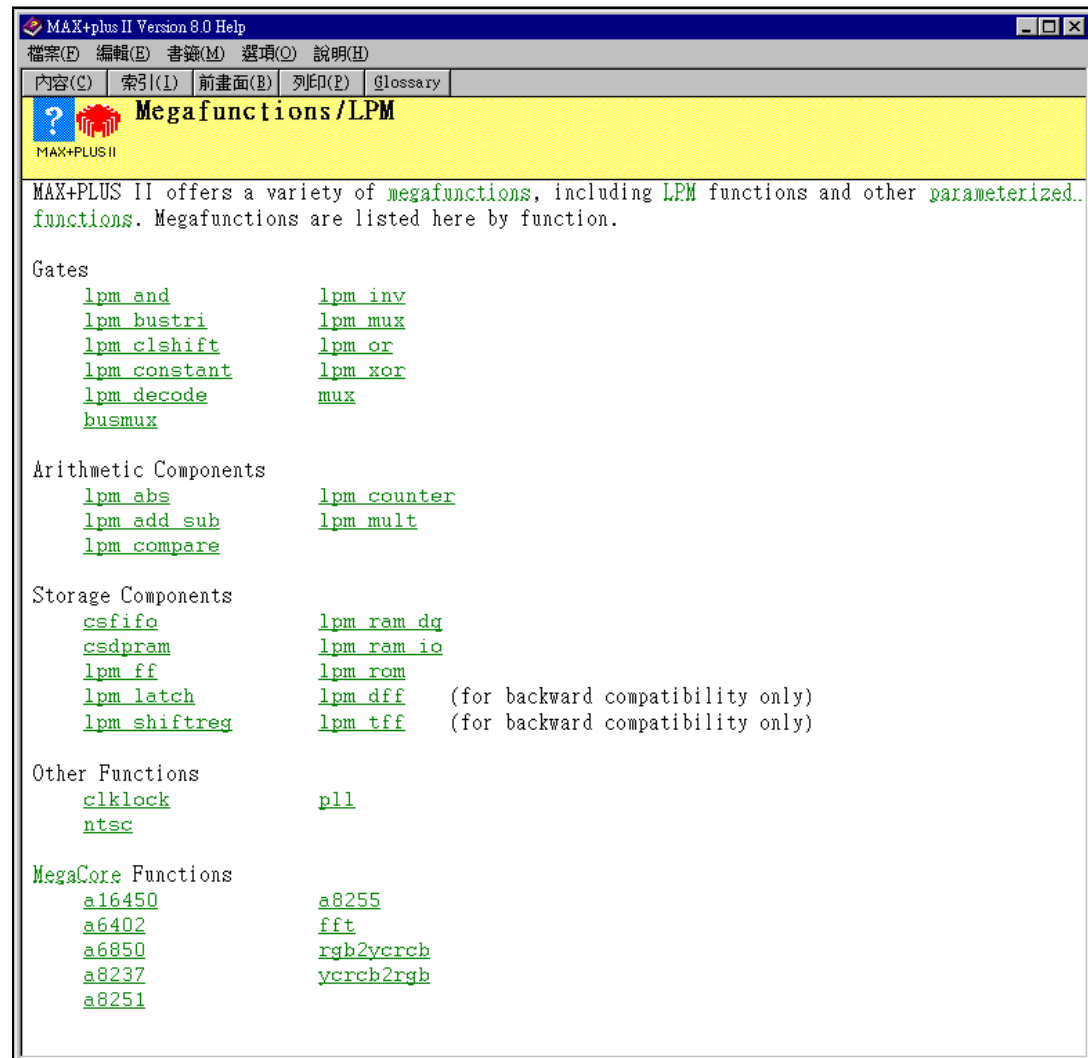 MAX+plus II Version 8.0 Help
檔案(F) 編輯(E) 書籤(M) 選項(O) 說明(H)
內容(C) 索引(I) 前畫面(B) 列印(P) Glossary
? Megafunctions/LPM
MAX+PLUS II
MAX+PLUS II offers a variety of megafunctions, including LPM functions and other parameterized
functions. Megafunctions are listed here by function.
Gates
lpm_and lpm_inv
lpm_bustri lpm_mux
lpm_clshift lpm_or
lpm_constant lpm_xor
lpm_decode mux
busmux
Arithmetic Components
lpm_abs lpm_counter
lpm_add_sub lpm_mult
lpm_compare
Storage Components
csfifo lpm_ram_dq
csdpram lpm_ram_io
lpm_ff lpm_rom
lpm_latch lpm_dff (for backward compatibility only)
lpm_shiftreg lpm_tff (for backward compatibility only)
Other Functions
clklock pll
ntsc
MegaCore Functions
a16450 a8255
a6402 fft
a6850 rgb2ycrcb
a8237 ycrcb2rgb
a8251